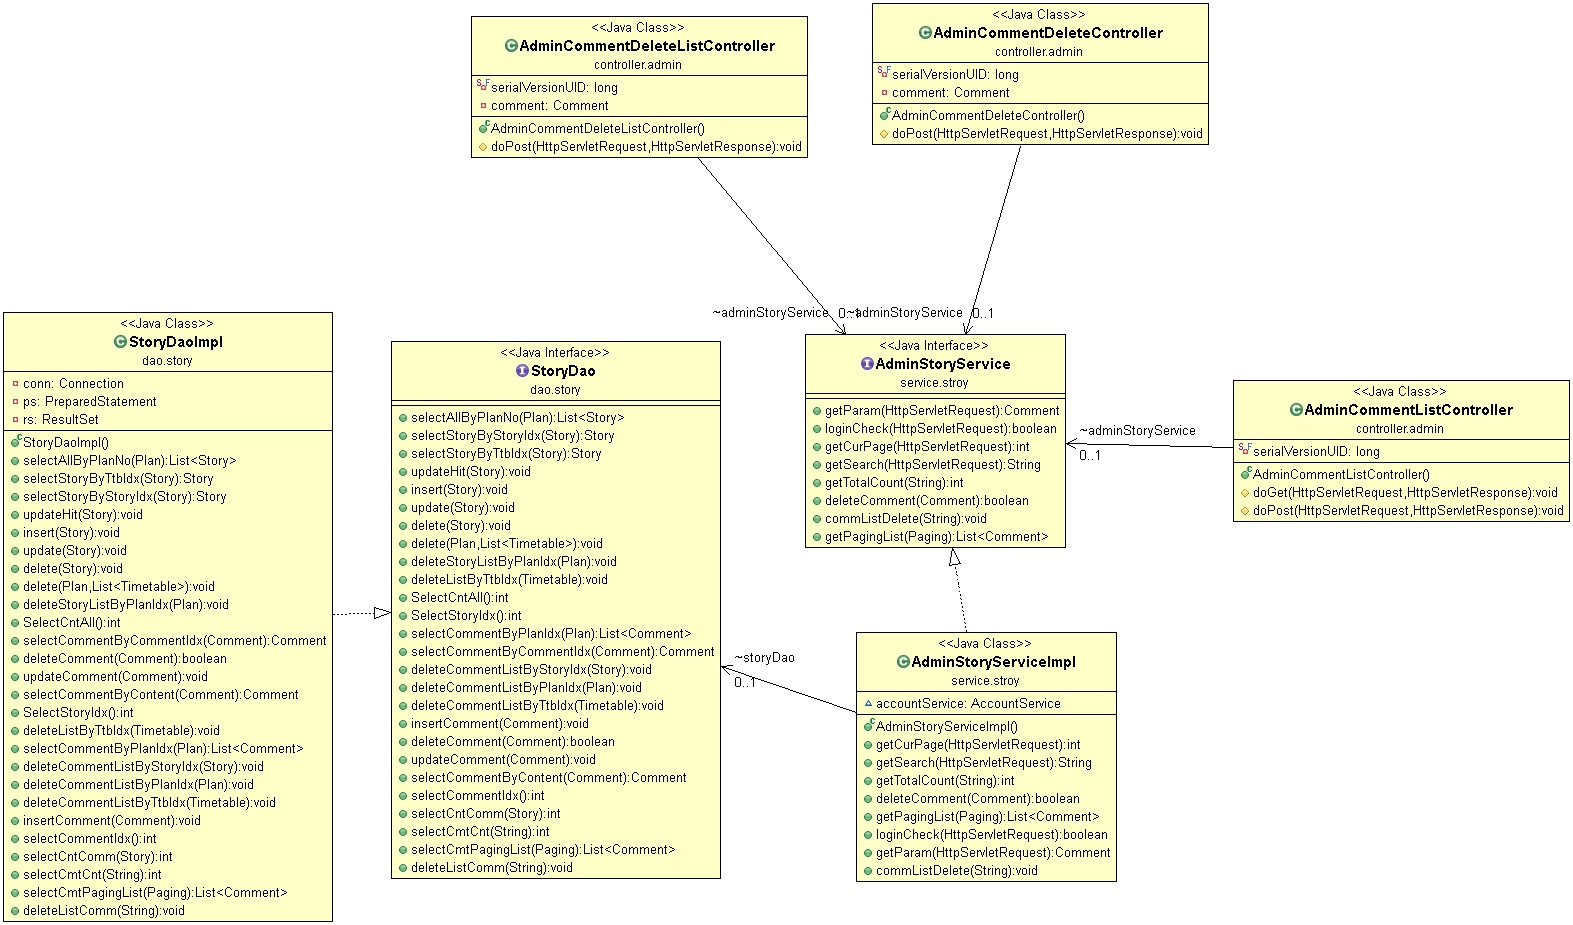 <<Java Class>>
AdminCommentDeleteListController
controller.admin
serialVersionUID: long
comment: Comment
AdminCommentDeleteListController()
doPost(HttpServletRequest,HttpServletResponse):void
<<Java Class>>
AdminCommentDeleteController
controller.admin
serialVersionUID: long
comment: Comment
AdminCommentDeleteController()
doPost(HttpServletRequest,HttpServletResponse):void
~adminStoryService 0..1
~adminStoryService 0..1
<<Java Class>>
StoryDaoImpl
dao.story
conn: Connection
ps: PreparedStatement
rs: ResultSet
StoryDaoImpl()
selectAllByPlanNo(Plan):List<Story>
selectStoryByTtbIdx(Story):Story
selectStoryByStoryIdx(Story):Story
updateHit(Story):void
insert(Story):void
update(Story):void
delete(Story):void
delete(Plan,List<Timetable>):void
deleteStoryListByPlanIdx(Plan):void
SelectCntAll():int
selectCommentByCommentIdx(Comment):Comment
deleteComment(Comment):boolean
updateComment(Comment):void
selectCommentByContent(Comment):Comment
SelectStoryIdx():int
deleteListByTtbIdx(Timetable):void
selectCommentByPlanIdx(Plan):List<Comment>
deleteCommentListByStoryIdx(Story):void
deleteCommentListByPlanIdx(Plan):void
deleteCommentListByTtbIdx(Timetable):void
insertComment(Comment):void
selectCommentIdx():int
selectCntComm(Story):int
selectCmtCnt(String):int
selectCmtPagingList(Paging):List<Comment>
deleteListComm(String):void
<<Java Interface>>
StoryDao
dao.story
selectAllByPlanNo(Plan):List<Story>
selectStoryByStoryIdx(Story):Story
selectStoryByTtbIdx(Story):Story
updateHit(Story):void
insert(Story):void
update(Story):void
delete(Story):void
delete(Plan,List<Timetable>):void
deleteStoryListByPlanIdx(Plan):void
deleteListByTtbIdx(Timetable):void
SelectCntAll():int
SelectStoryIdx():int
selectCommentByPlanIdx(Plan):List<Comment>
selectCommentByCommentIdx(Comment):Comment
deleteCommentListByStoryIdx(Story):void
deleteCommentListByPlanIdx(Plan):void
deleteCommentListByTtbIdx(Timetable):void
insertComment(Comment):void
deleteComment(Comment):boolean
updateComment(Comment):void
selectCommentByContent(Comment):Comment
selectCommentIdx():int
selectCntComm(Story):int
selectCmtCnt(String):int
selectCmtPagingList(Paging):List<Comment>
deleteListComm(String):void
<<Java Interface>>
AdminStoryService
service.stroy
getParam(HttpServletRequest):Comment
loginCheck(HttpServletRequest):boolean
getCurPage(HttpServletRequest):int
getSearch(HttpServletRequest):String
getTotalCount(String):int
deleteComment(Comment):boolean
commListDelete(String):void
getPagingList(Paging):List<Comment>
~adminStoryService
0..1
<<Java Class>>
AdminCommentListController
controller.admin
serialVersionUID: long
AdminCommentListController()
doGet(HttpServletRequest,HttpServletResponse):void
doPost(HttpServletRequest,HttpServletResponse):void
~storyDao
0..1
<<Java Class>>
AdminStoryServiceImpl
service.stroy
accountService: AccountService
AdminStoryServiceImpl()
getCurPage(HttpServletRequest):int
getSearch(HttpServletRequest):String
getTotalCount(String):int
deleteComment(Comment):boolean
getPagingList(Paging):List<Comment>
loginCheck(HttpServletRequest):boolean
getParam(HttpServletRequest):Comment
commListDelete(String):void